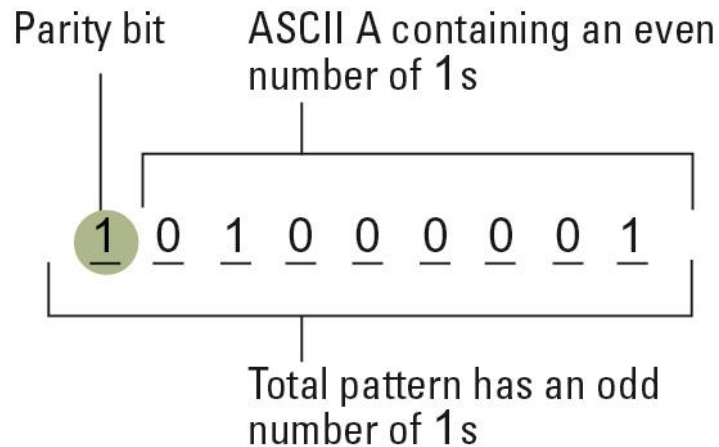 Parity bit
ASCII A containing an even
number of 1s
1 0 1 0 0 0 0 0 1
Total pattern has an odd
number of 1s